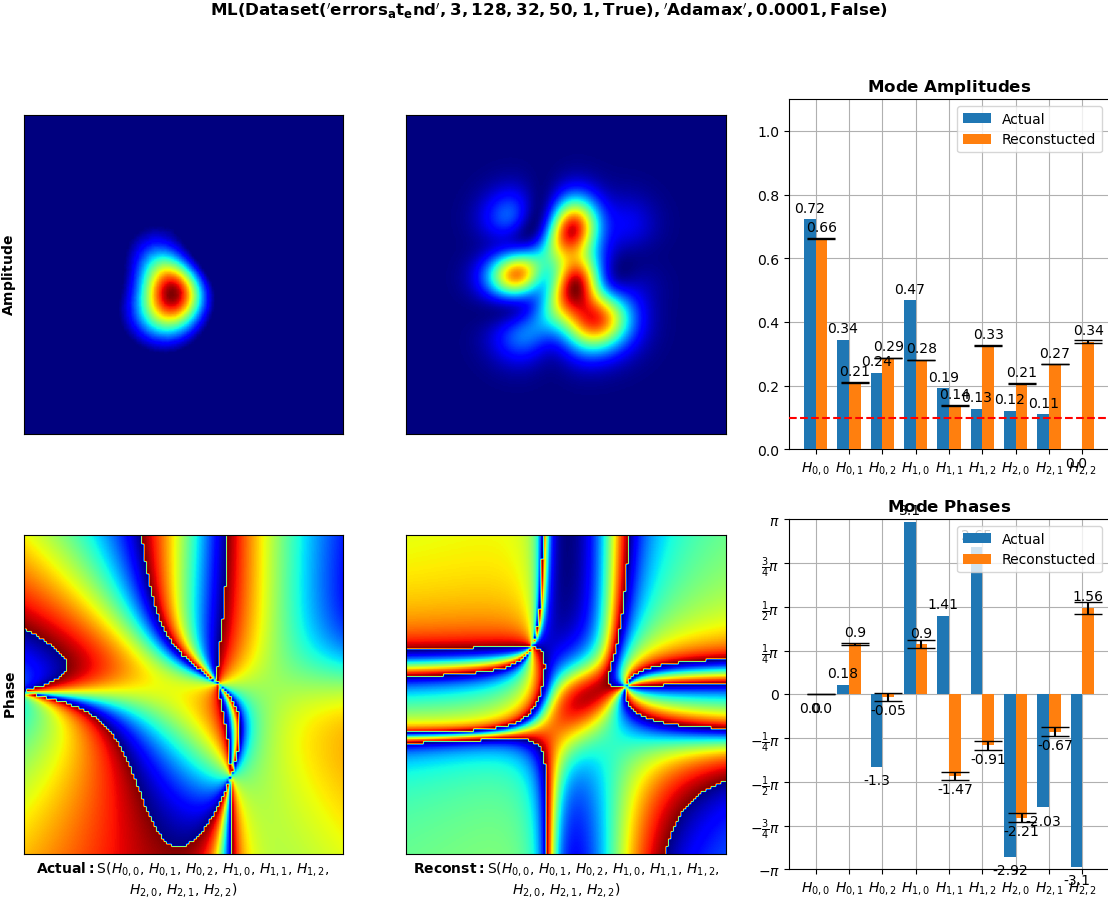 ML(Dataset('errors_at_end', 3, 128, 32, 50, 1, True), 'Adamax', 0.0001, False)
Amplitude
Mode Amplitudes
Actual
Reconstucted
1.0
0.8
0.6
0.4
0.2
0.0
0.72
0.66
0.34
0.21
0.24
0.29
0.47
0.28
0.19
0.14
0.13
0.33
0.12
0.21
0.11
0.27
0.0
0.34
H0,0 H0,1 H0,2 H1,0 H1,1 H1,2 H2,0 H2,1 H2,2
Phase
Mode Phases
Actual
Reconstucted
π
3/4π
1/2π
1/4π
0
−1/4π
−1/2π
−3/4π
−π
0.0
0.0
0.18
0.9
-1.3
-0.05
3.1
0.9
1.41
-1.47
-0.91
-2.92
-2.21
-2.03
-0.67
-3.1
1.56
H0,0 H0,1 H0,2 H1,0 H1,1 H1,2 H2,0 H2,1 H2,2
Actual: S(H0,0, H0,1, H0,2, H1,0, H1,1, H1,2,
H2,0, H2,1, H2,2)
Reconst: S(H0,0, H0,1, H0,2, H1,0, H1,1, H1,2,
H2,0, H2,1, H2,2)